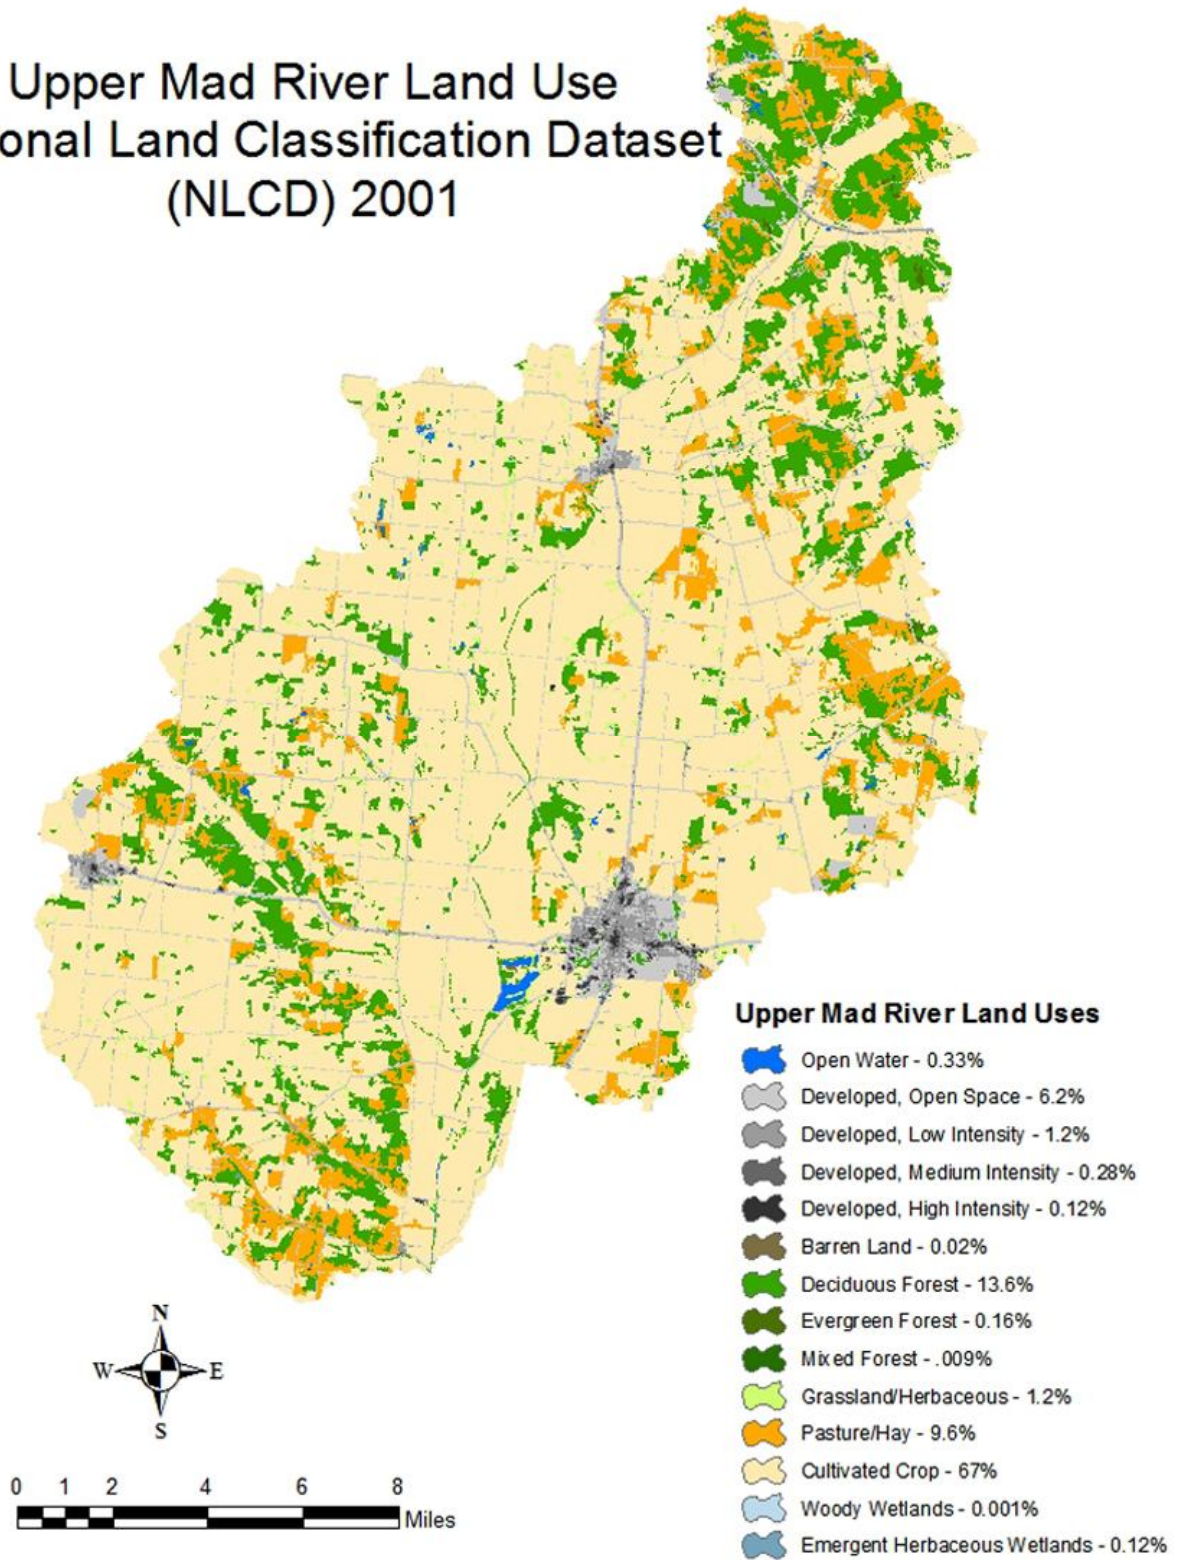 Upper Mad River Land Use
onal Land Classification Dataset
(NLCD) 2001
Upper Mad River Land Uses
Open Water - 0.33%
Developed, Open Space - 6.2%
Developed, Low Intensity - 1.2%
Developed, Medium Intensity - 0.28%
Developed, High Intensity - 0.12%
Barren Land - 0.02%
Deciduous Forest - 13.6%
Evergreen Forest - 0.16%
Mixed Forest - .009%
Grassland/Herbaceous - 1.2%
Pasture/Hay - 9.6%
Cultivated Crop - 67%
Woody Wetlands - 0.001%
Emergent Herbaceous Wetlands - 0.12%
N
W E
S
0 1 2 4 6 8
Miles